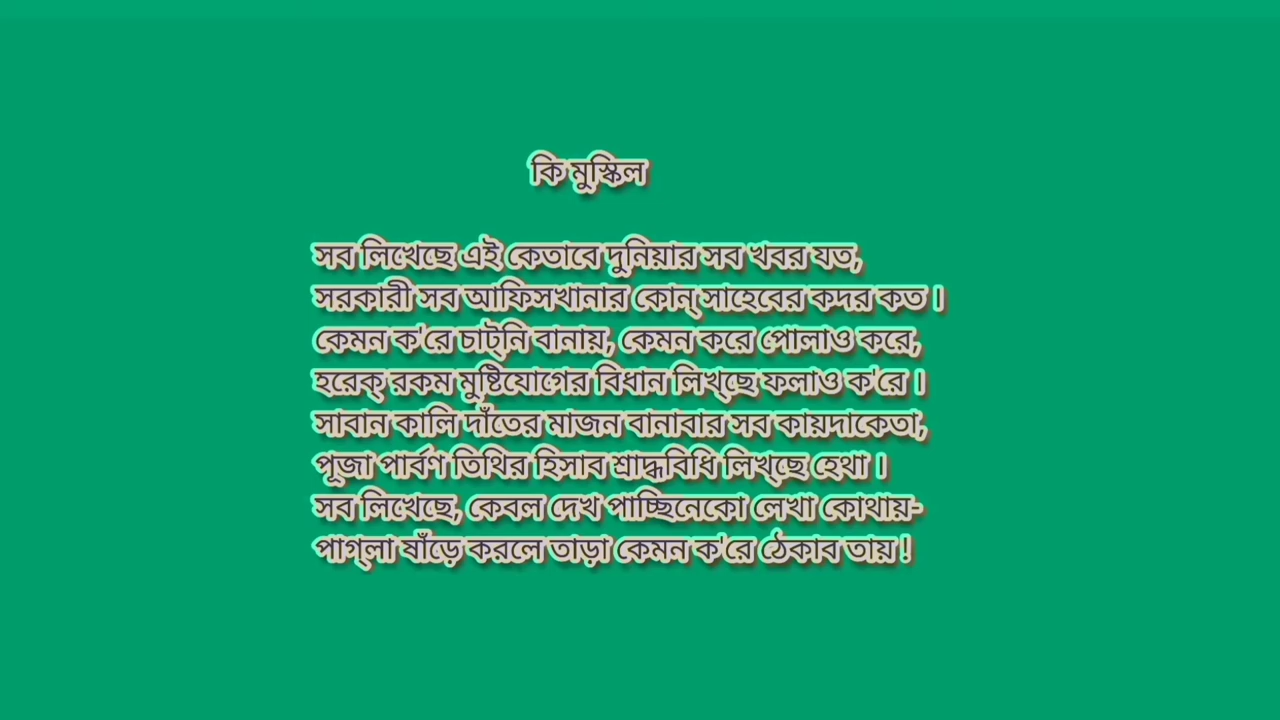 কি মুস্কিল
সব লিখেছে এই কেতাবে দুনিয়ার সব খবর যত,
সরকারী সব আফিসখানার কোন্ সাহেবের কদর কত ।
কেমন ক'রে চাট্‌নি বানায়, কেমন করে পোলাও করে,
হরেক্ রকম মুষ্টিযোগের বিধান লিখ্‌ছে ফলাও ক'রে ।
সাবান কালি দাঁতের মাজন বানাবার সব কায়দাকেতা,
পূজা পার্বণ তিথির হিসাব শ্রাদ্ধবিধি লিখ্‌ছে হেথা ।
সব লিখেছে, কেবল দেখ পাচ্ছিনেকো লেখা কোথায়-
পাগ্‌লা ষাঁড়ে করলে তাড়া কেমন ক'রে ঠেকাব তায় !